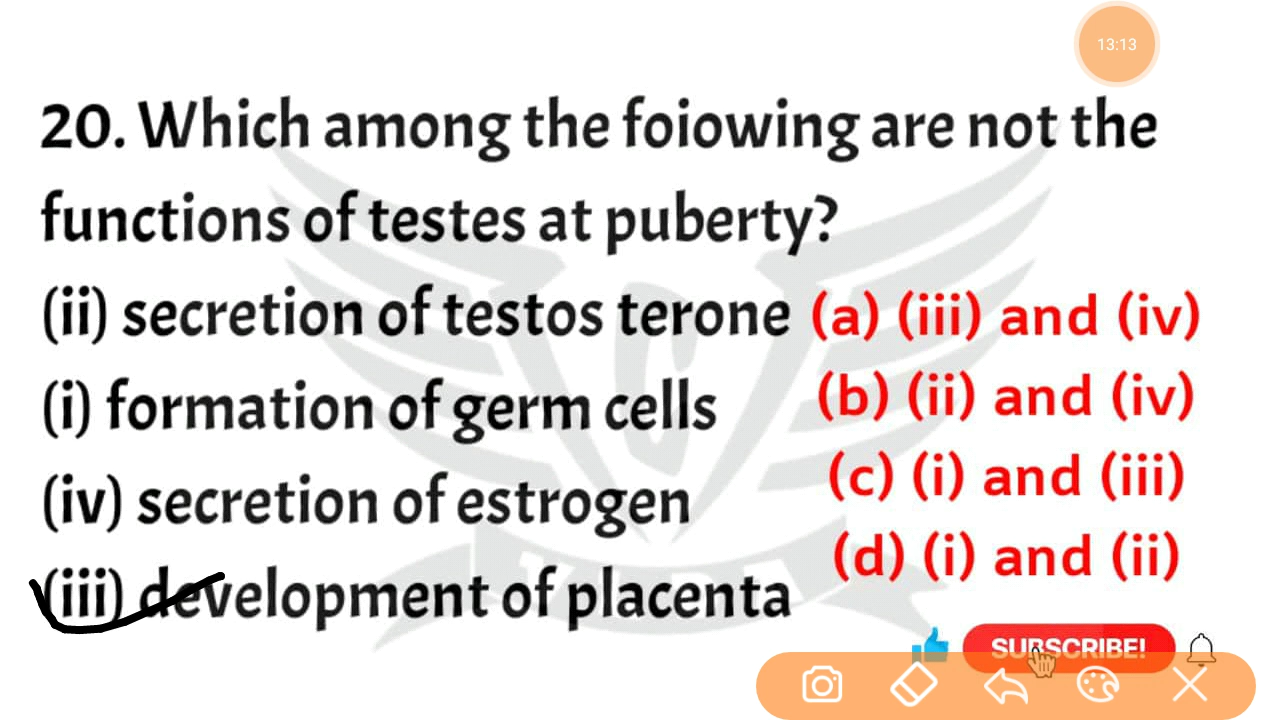 13:13
20. Which among the foiowing are not the
functions of testes at puberty?
(ii) secretion of testos terone
(i) formation of germ cells
(iv) secretion of estrogen
(iii) development of placenta
(a) (iii) and (iv)
(b) (ii) and (iv)
(c) (i) and (iii)
(d) (i) and (ii)
SUBSCRIBE!